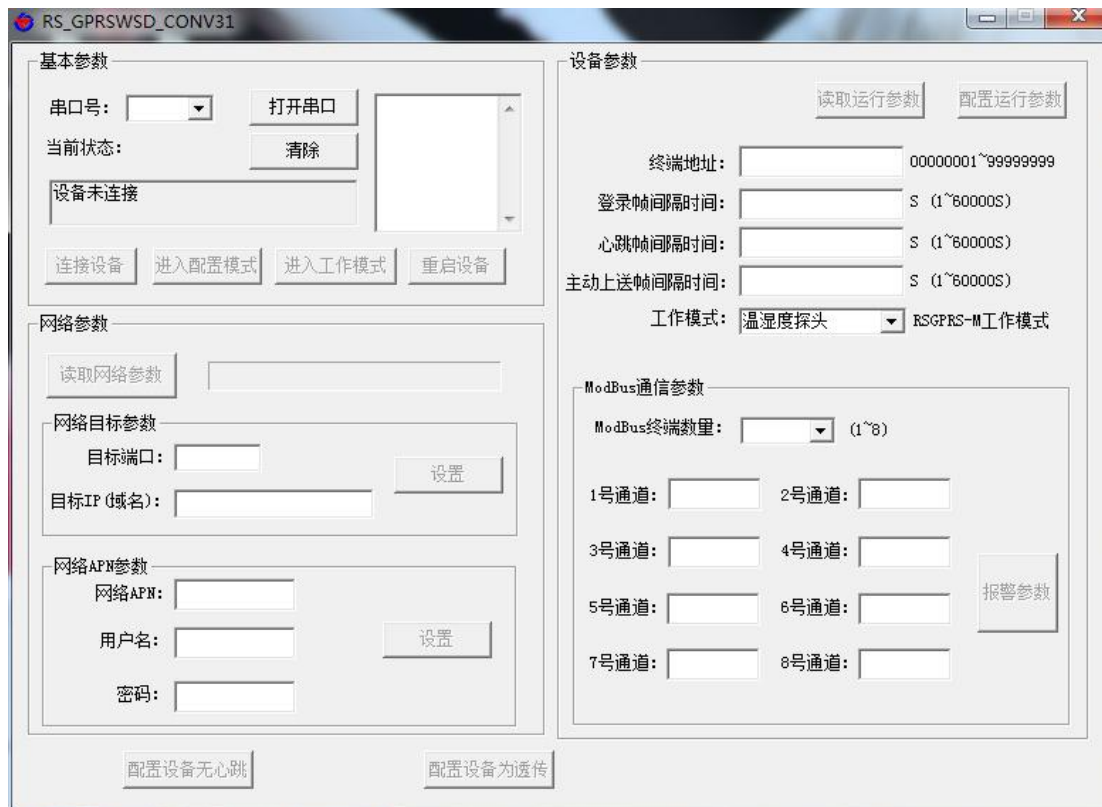 RS_GPRSWSD_CONV31
基本参数
串口号：
打开串口
当前状态：
清除
设备未连接
连接设备
进入配置模式
进入工作模式
重启设备
网络参数
读取网络参数
网络目标参数
目标端口：
设置
目标IP(域名)：
网络APN参数
网络APN：
用户名：
设置
密码：
配置设备无心跳
配置设备为透传
设备参数
读取运行参数
配置运行参数
终端地址：
00000001~99999999
登录帧间隔时间：
S (1~60000S)
心跳帧间隔时间：
S (1~60000S)
主动上送帧间隔时间：
S (1~60000S)
工作模式：
温湿度探头
RSGPRS-M工作模式
ModBus通信参数
ModBus终端数量：
(1~8)
1号通道：
2号通道：
3号通道：
4号通道：
5号通道：
6号通道：
7号通道：
8号通道：
报警参数